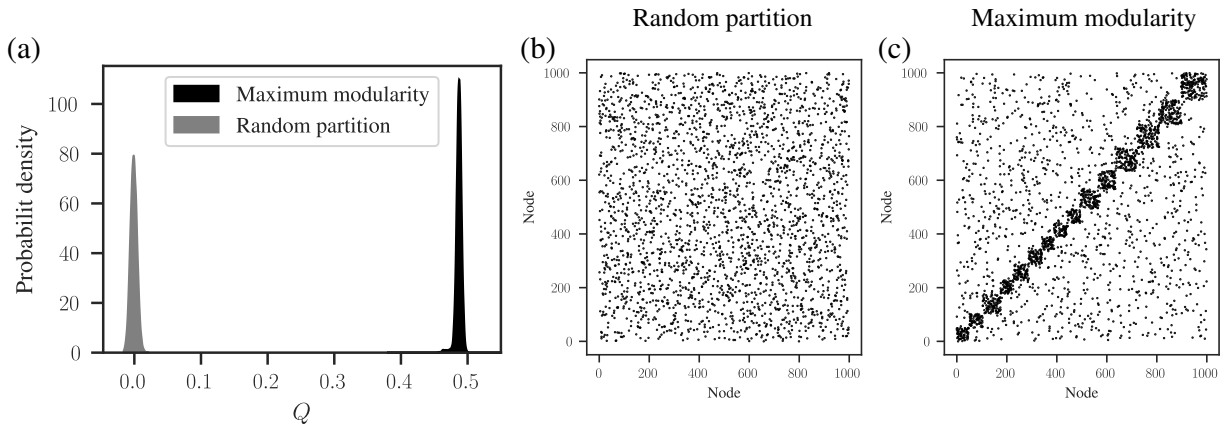 Random partition
Maximum modularity
(a)
(b)
(c)
Maximum modularity
Random partition
Probabilit density
100
80
60
40
20
0
0.0 0.1 0.2 0.3 0.4 0.5
Q
Node
1000
800
600
400
200
0
0 200 400 600 800 1000
Node
Node
1000
800
600
400
200
0
0 200 400 600 800 1000
Node